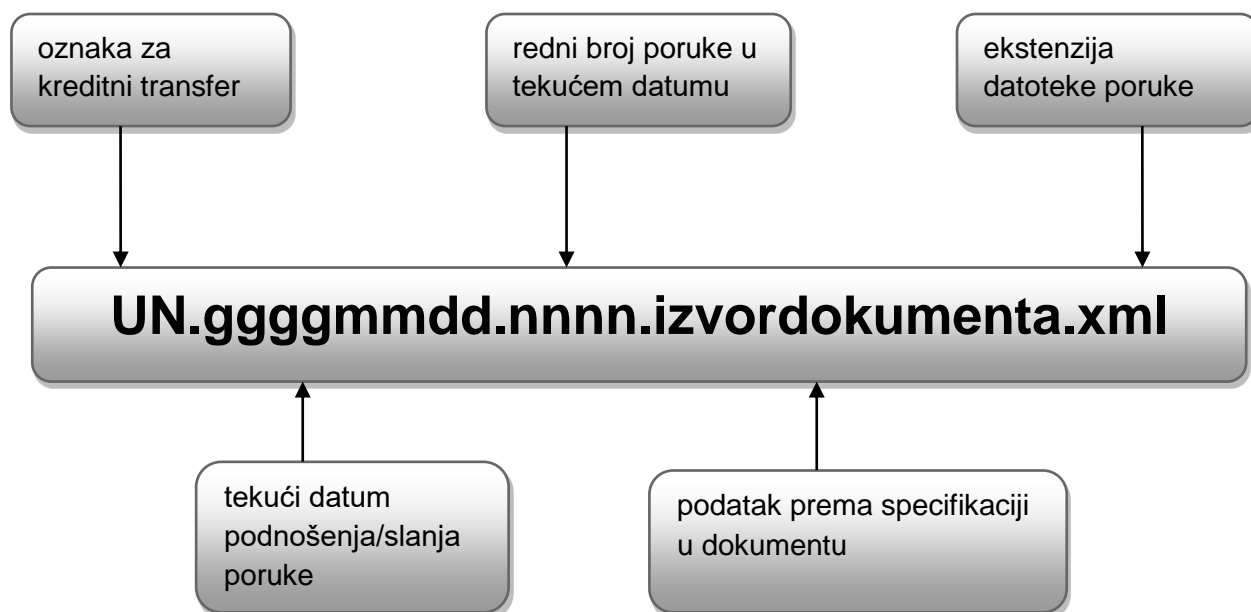 oznaka za
kreditni transfer
redni broj poruke u
tekućem datumu
ekstenzija
datoteke poruke
UN.ggggmmdd.nnnn.izvordokumenta.xml
tekući datum
podnošenja/slanja
poruke
podatak prema specifikaciji
u dokumentu